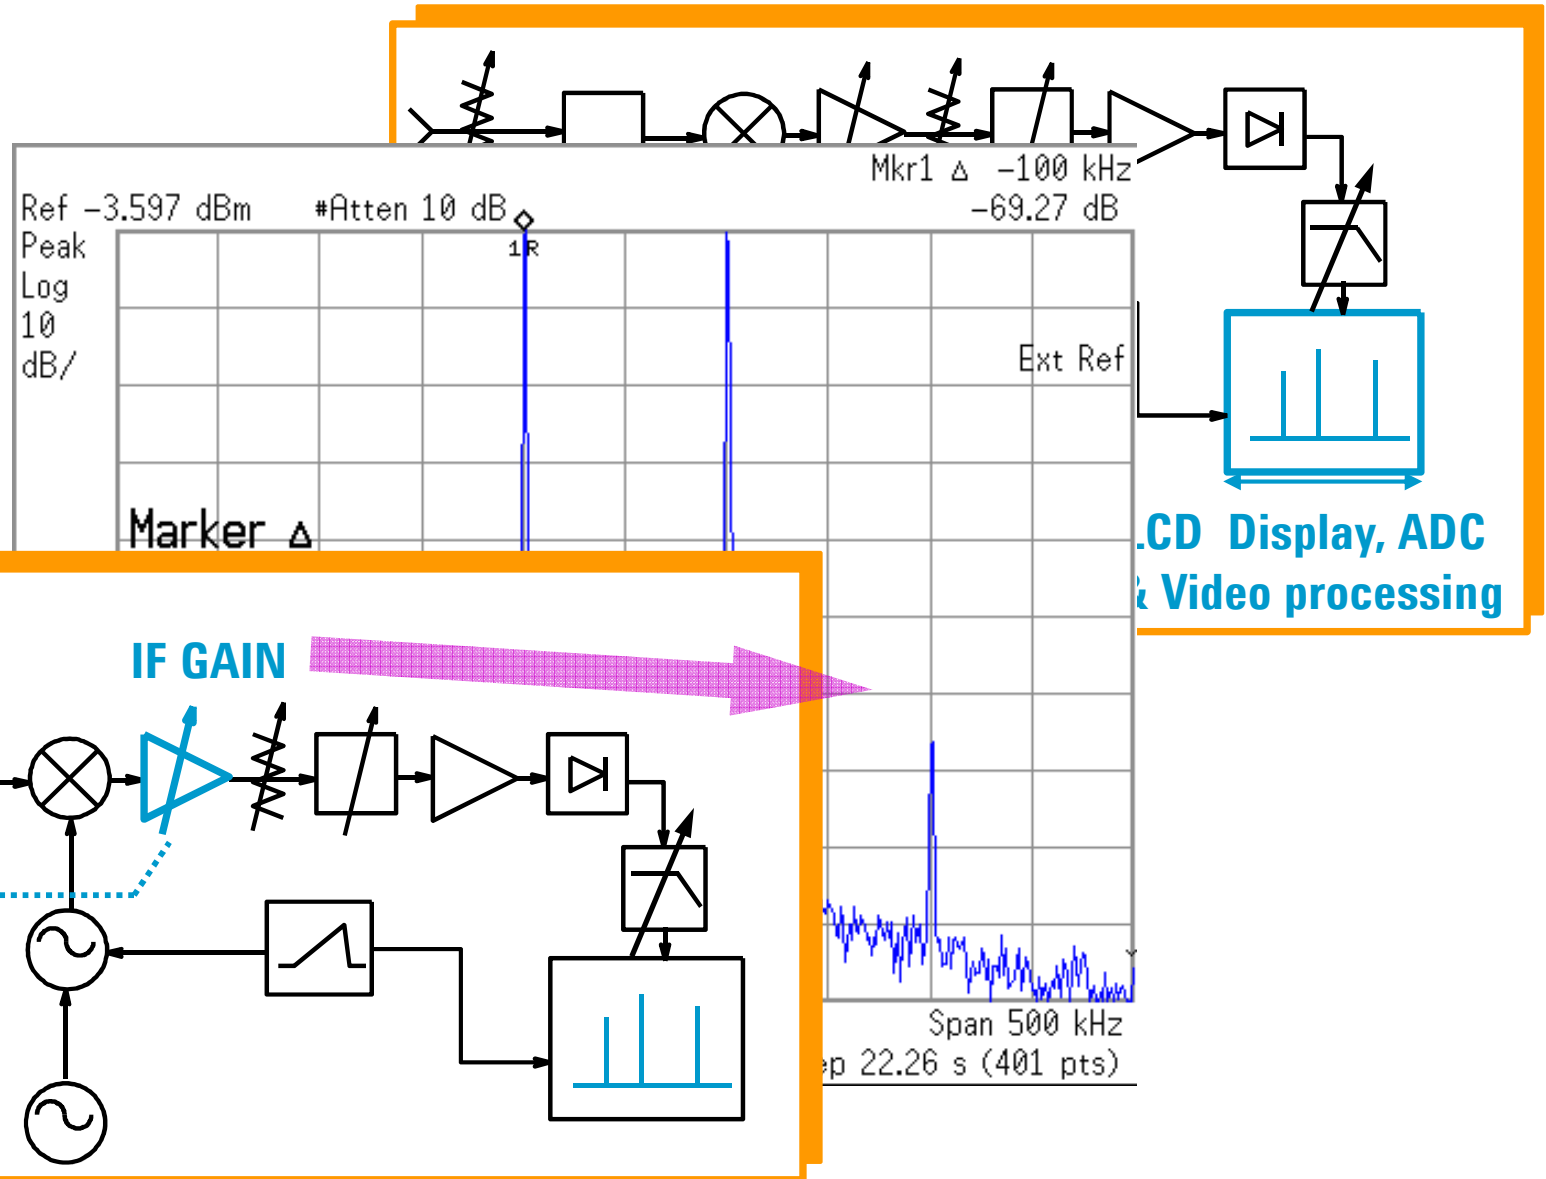 Mkr1 Δ −100 kHz
Ref −3.597 dBm #Atten 10 dB −69.27 dB
Peak
Log
10
dB/
1R
Ext Ref
Marker Δ
Display, ADC
& Video processing
IF GAIN
Span 500 kHz
22.26 s (401 pts)